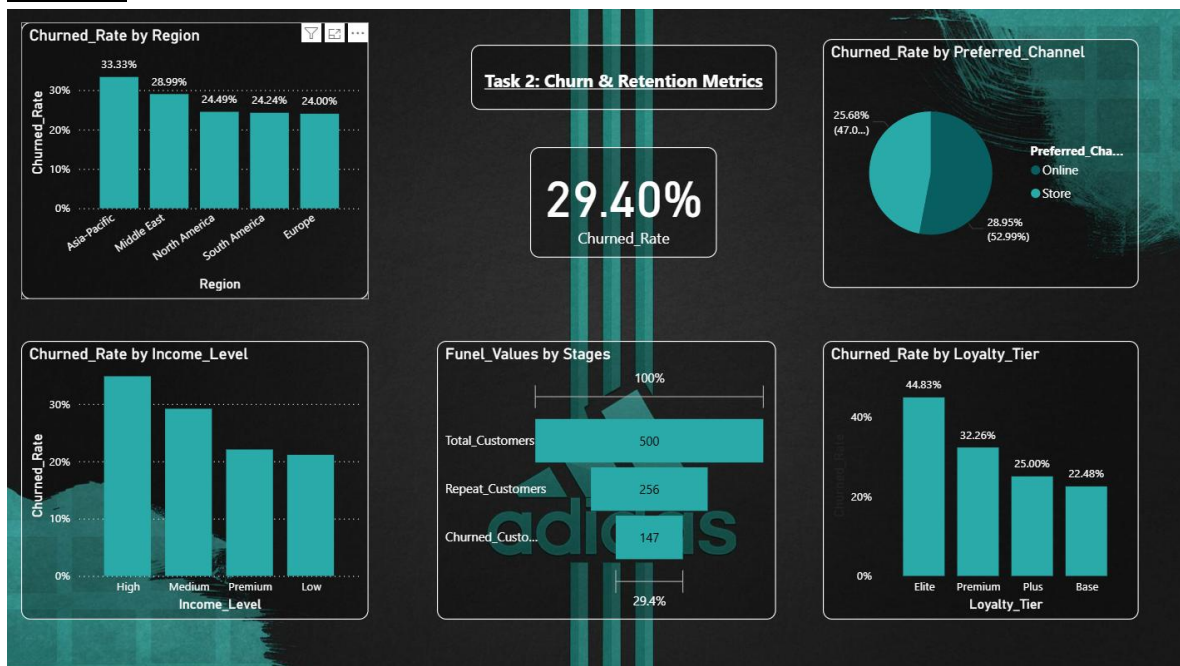 Churned_Rate by Region
33.33%
28.99%
24.49%
24.24%
24.00%
30%
20%
10%
0%
Churned_Rate
Asia-Pacific
Middle East
North America
South America
Europe
Region
Task 2: Churn & Retention Metrics
29.40%
Churned_Rate
Churned_Rate by Preferred_Channel
25.68%
(47.0...)
Preferred_Cha...
Online
Store
28.95%
(52.99%)
Churned_Rate by Income_Level
30%
20%
10%
0%
Churned_Rate
High
Medium
Premium
Low
Income_Level
Funel_Values by Stages
100%
Total_Customers
500
Repeat_Customers
256
Churned_Custo...
147
29.4%
adidas
Churned_Rate by Loyalty_Tier
44.83%
32.26%
25.00%
22.48%
40%
20%
0%
Churned_Rate
Elite
Premium
Plus
Base
Loyalty_Tier